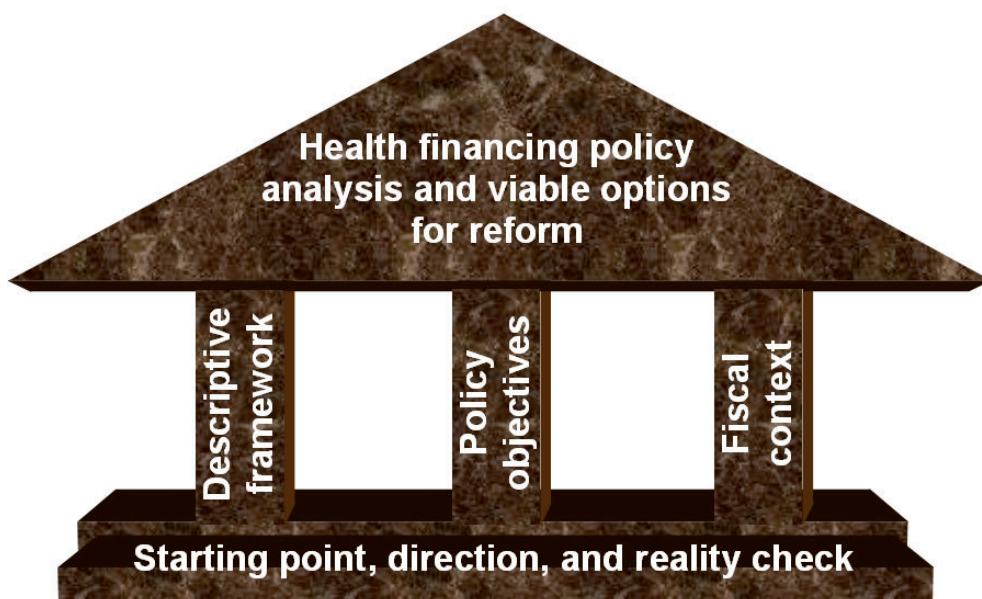 Health financing policy
analysis and viable options
for reform
Descriptive
framework
Policy
objectives
Fiscal
context
Starting point, direction, and reality check